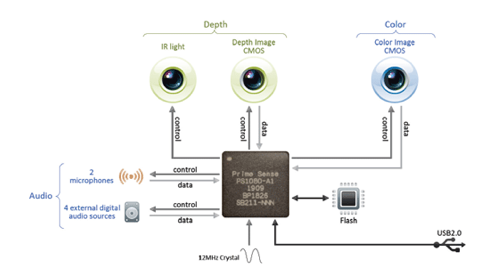 Depth
Color
IR light
Depth Image
CMOS
Color Image
CMOS
control
control
data
control
data
Audio
2
microphones
control
data
4 external digital
audio sources
control
data
Prime Sense
PS1080-A1
1909
BP1826
SB211-NNN
Flash
12MHz Crystal
USB2.0